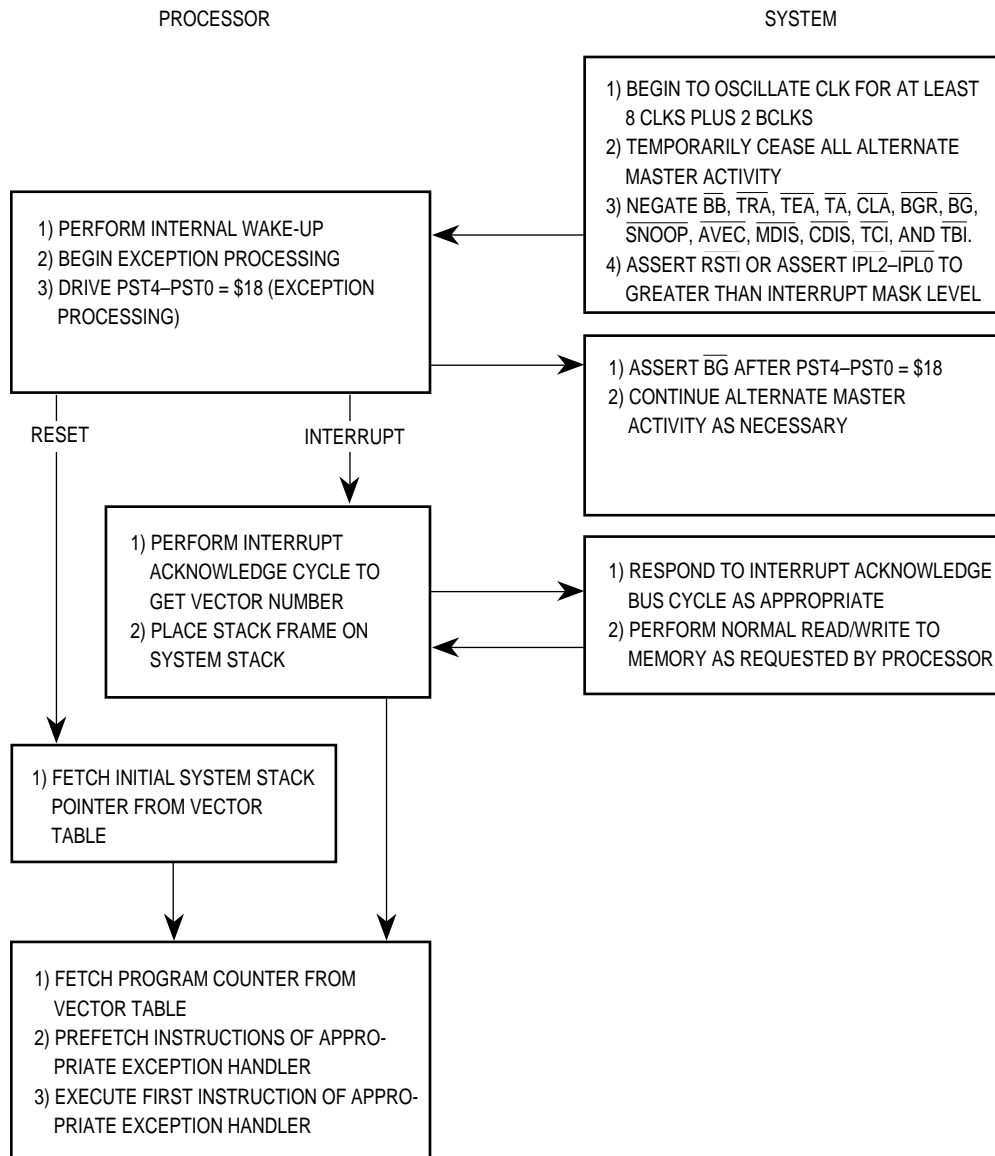 PROCESSOR
SYSTEM
1) BEGIN TO OSCILLATE CLK FOR AT LEAST
8 CLKS PLUS 2 BCLKS
2) TEMPORARILY CEASE ALL ALTERNATE
MASTER ACTIVITY
3) NEGATE BB, TRA, TEA, TA, CLA, BGR, BG,
SNOOP, AVEC, MDIS, CDIS, TCI, AND TBI.
4) ASSERT RSTI OR ASSERT IPL2–IPL0 TO
GREATER THAN INTERRUPT MASK LEVEL
1) PERFORM INTERNAL WAKE-UP
2) BEGIN EXCEPTION PROCESSING
3) DRIVE PST4–PST0 = $18 (EXCEPTION
PROCESSING)
1) ASSERT BG AFTER PST4–PST0 = $18
2) CONTINUE ALTERNATE MASTER
ACTIVITY AS NECESSARY
RESET
INTERRUPT
1) PERFORM INTERRUPT
ACKNOWLEDGE CYCLE TO
GET VECTOR NUMBER
2) PLACE STACK FRAME ON
SYSTEM STACK
1) RESPOND TO INTERRUPT ACKNOWLEDGE
BUS CYCLE AS APPROPRIATE
2) PERFORM NORMAL READ/WRITE TO
MEMORY AS REQUESTED BY PROCESSOR
1) FETCH INITIAL SYSTEM STACK
POINTER FROM VECTOR
TABLE
1) FETCH PROGRAM COUNTER FROM
VECTOR TABLE
2) PREFETCH INSTRUCTIONS OF APPRO-
PRIATE EXCEPTION HANDLER
3) EXECUTE FIRST INSTRUCTION OF APPRO-
PRIATE EXCEPTION HANDLER